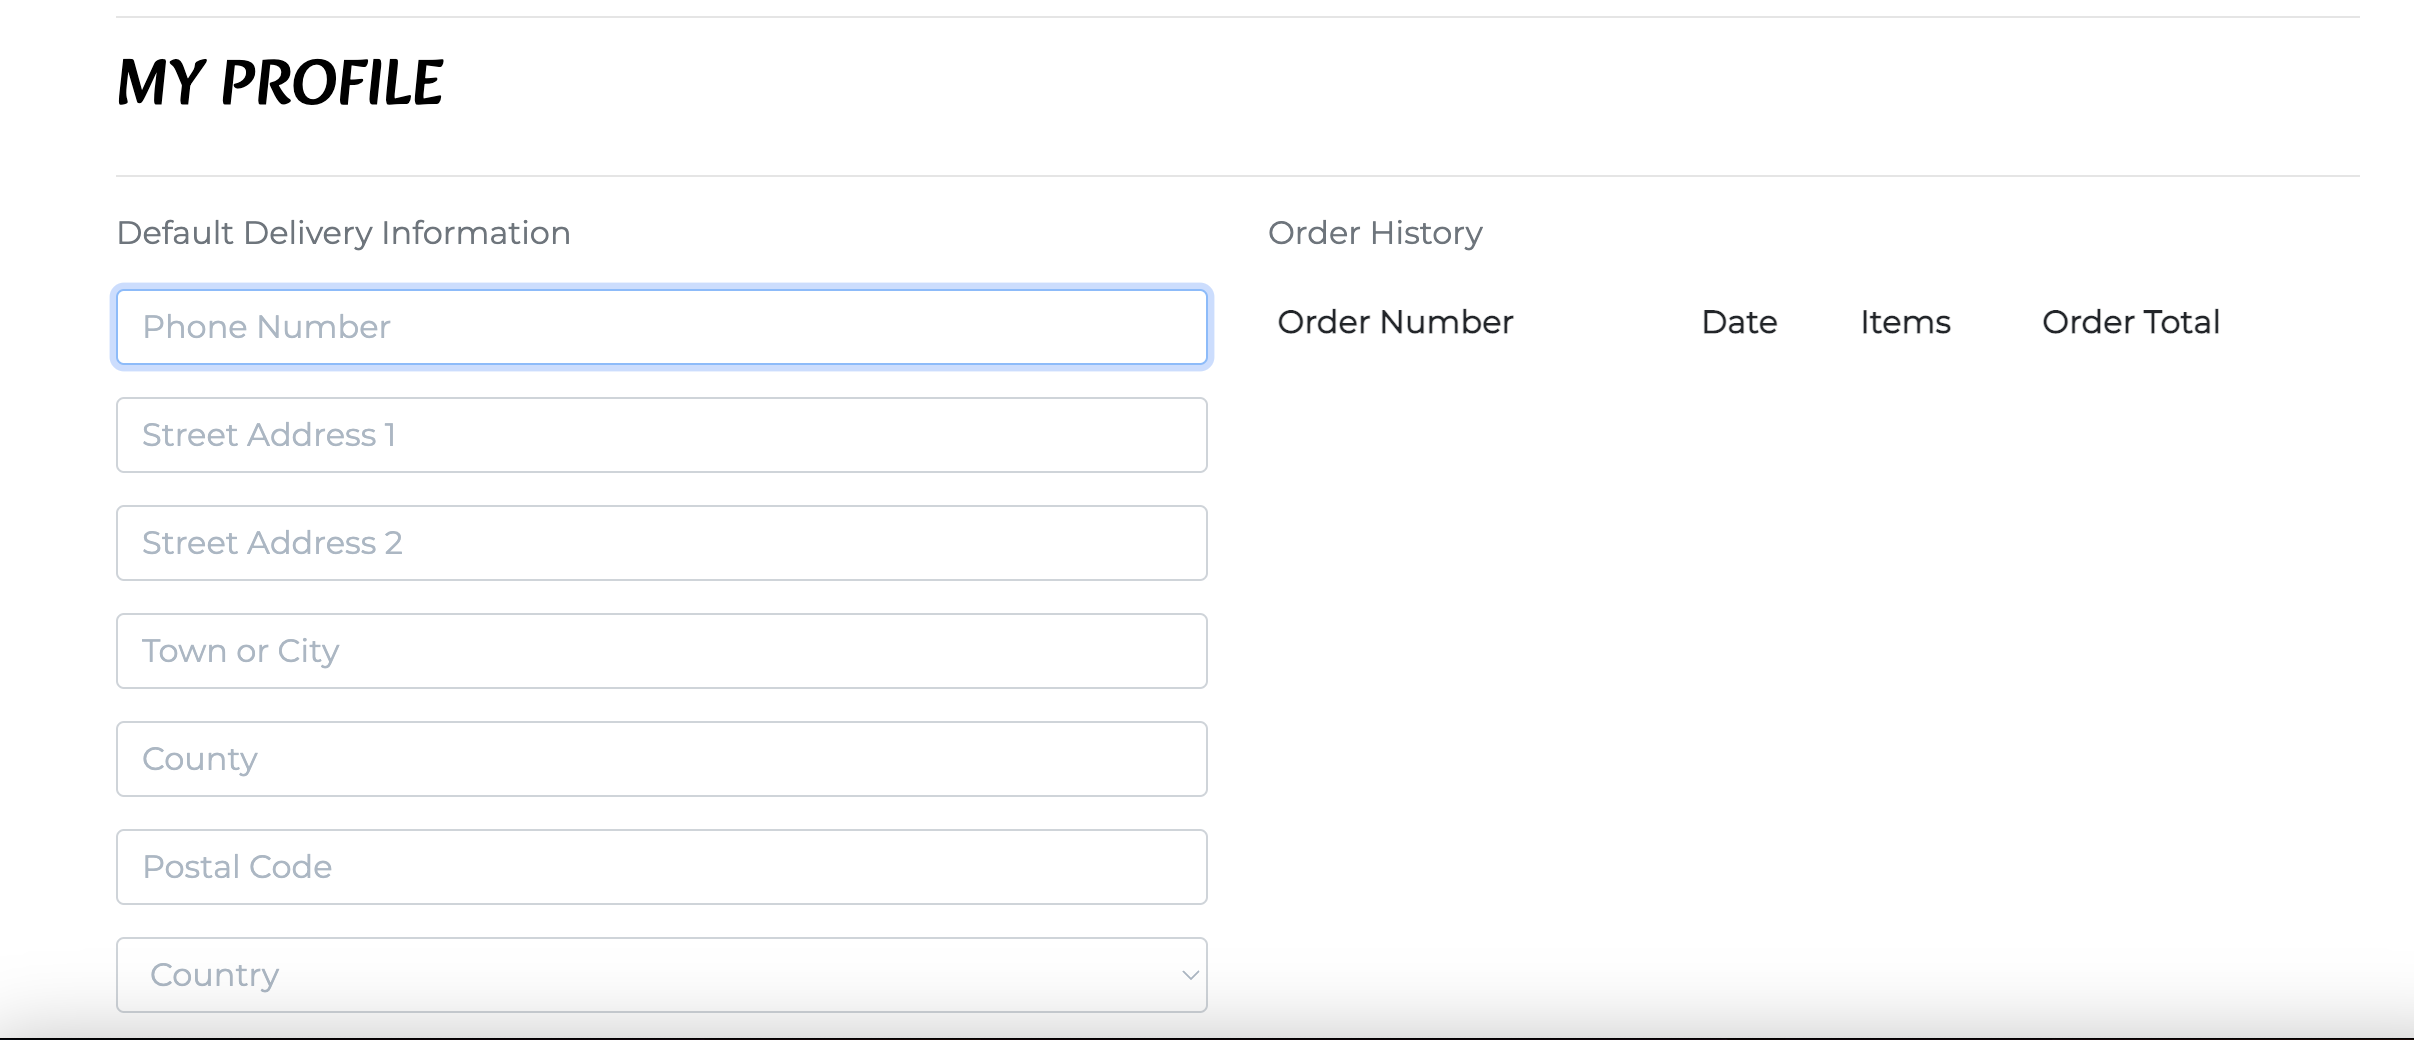 MY PROFILE
Default Delivery Information
Phone Number
Street Address 1
Street Address 2
Town or City
County
Postal Code
Country
Order History
Order Number Date Items Order Total